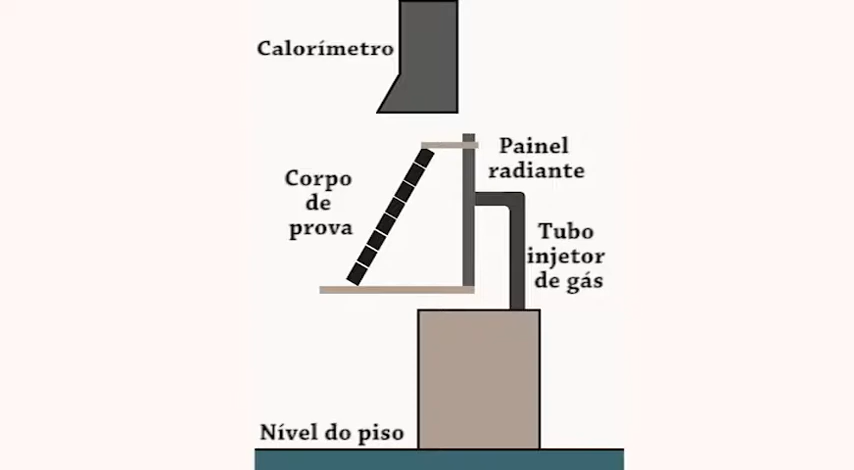 Calorímetro
Painel
radiante
Corpo
de
prova
Tubo
injetor
de gás
Nível do piso